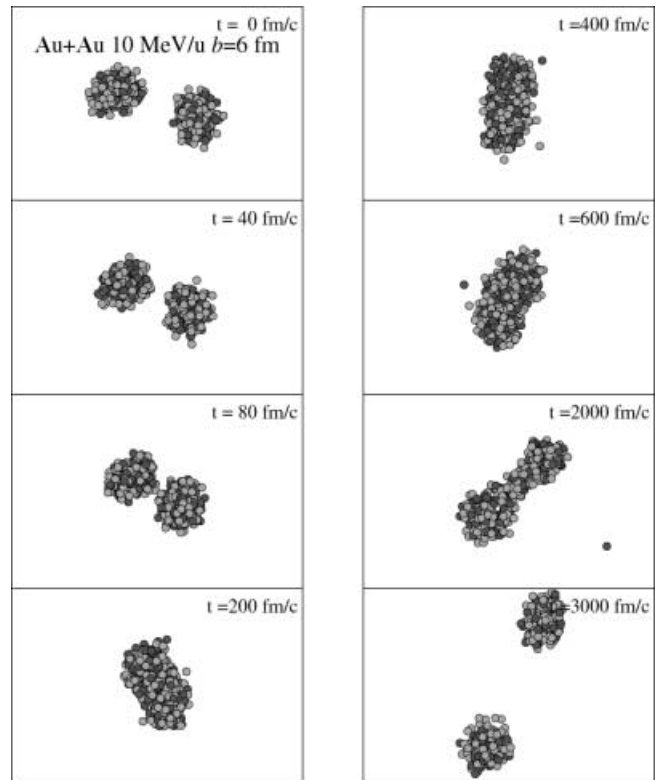 t = 0 fm/c
Au+Au 10 MeV/u b=6 fm
t = 40 fm/c
t = 80 fm/c
t =200 fm/c
t =400 fm/c
t =600 fm/c
t =2000 fm/c
t =3000 fm/c